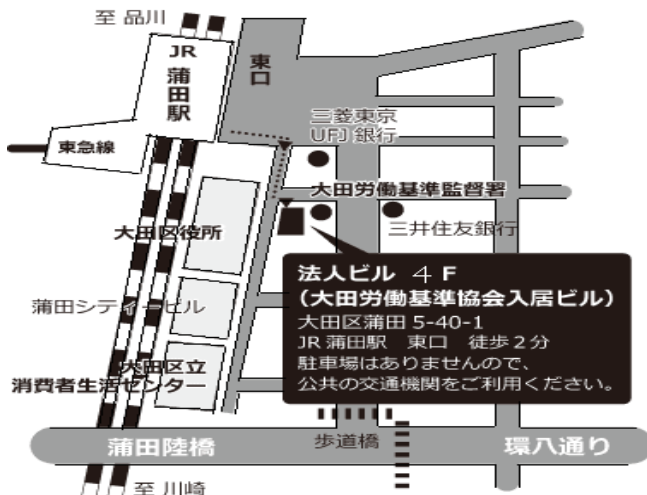 至 品川
JR
蒲田駅
東口
東急線
三菱東京
UFJ 銀行
大田労働基準監督署
三井住友銀行
大田区役所
蒲田シティービル
大田区立
消費者生活センター
法人ビル 4 F
(大田労働基準協会入居ビル)
大田区蒲田 5-40-1
JR 蒲田駅 東口 徒歩 2 分
駐車場はありませんので、
公共の交通機関をご利用ください。
蒲田陸橋
歩道橋
環八通り
至 川崎